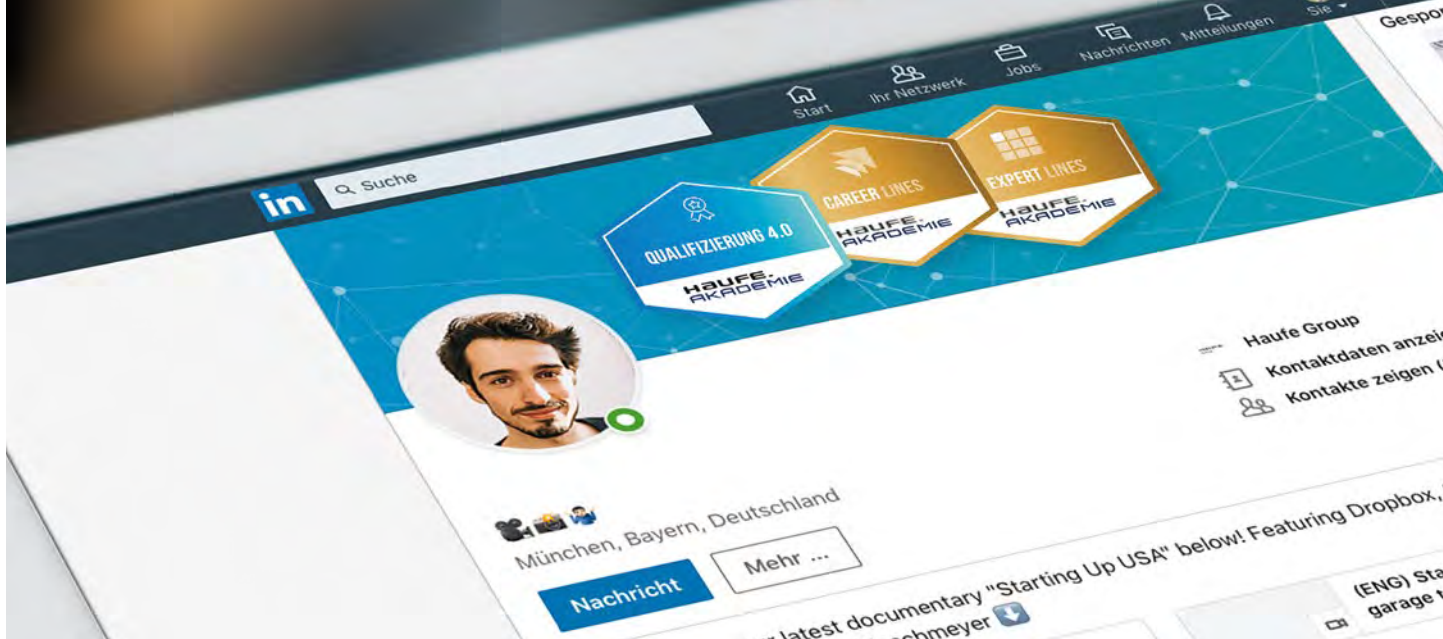 Start
Ihr Netzwerk
Jobs
Nachrichten
Mitteilungen
Sie
in
Suche
QUALIFIZIERUNG 4.0
HAUFE.
AKADEMIE
CAREER LINES
HAUFE.
AKADEMIE
EXPERT LINES
HAUFE.
AKADEMIE
Haufe Group
Kontaktdaten
Kontakte zeigen (
München, Bayern, Deutschland
Nachricht
Mehr ...
latest documentary "Starting Up USA" below! Featuring Dropbox,
(ENG)
garage